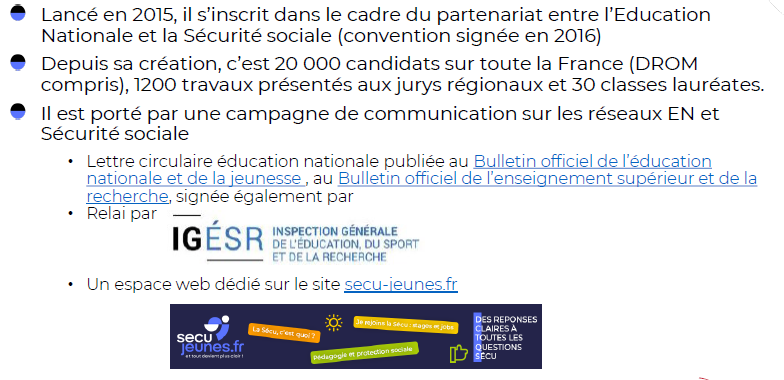 Lancé en 2015, il s’inscrit dans le cadre du partenariat entre l’Education
Nationale et la Sécurité sociale (convention signée en 2016)
Depuis sa création, c’est 20 000 candidats sur toute la France (DROM
compris), 1200 travaux présentés aux jurys régionaux et 30 classes lauréates.
Il est porté par une campagne de communication sur les réseaux EN et
Sécurité sociale
Lettre circulaire éducation nationale publiée au Bulletin officiel de l’éducation
nationale et de la jeunesse , au Bulletin officiel de l’enseignement supérieur et de la
recherche, signée également par
Relai par
IGÉSR
INSPECTION GÉNÉRALE
DE L’ÉDUCATION, DU SPORT
ET DE LA RECHERCHE
Un espace web dédié sur le site secu-jeunes.fr
secu
jeunes.fr
et tout devient plus clair !
La Sécu, c’est quoi ?
Je rejoins la Sécu : stages et jobs
pédagogie et protection sociale
DES REPONSES
CLAIRES À
TOUTES LES
QUESTIONS
SÉCU